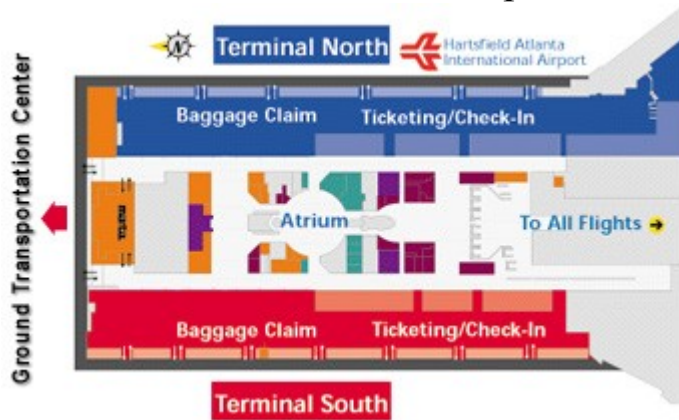 N
Terminal North
Hartsfield Atlanta
International Airport
Ground Transportation Center
Baggage Claim
Ticketing/Check-In
marta
Atrium
To All Flights
Baggage Claim
Ticketing/Check-In
Terminal South